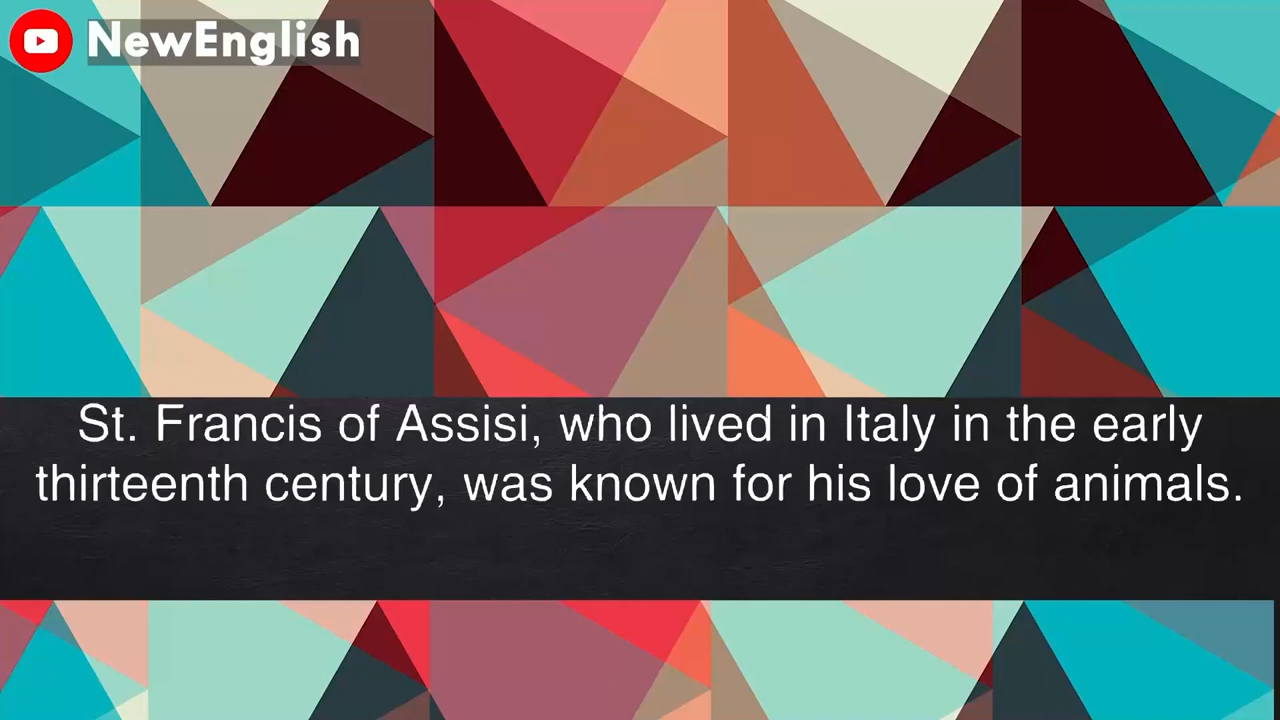 NewEnglish
St. Francis of Assisi, who lived in Italy in the early
thirteenth century, was known for his love of animals.